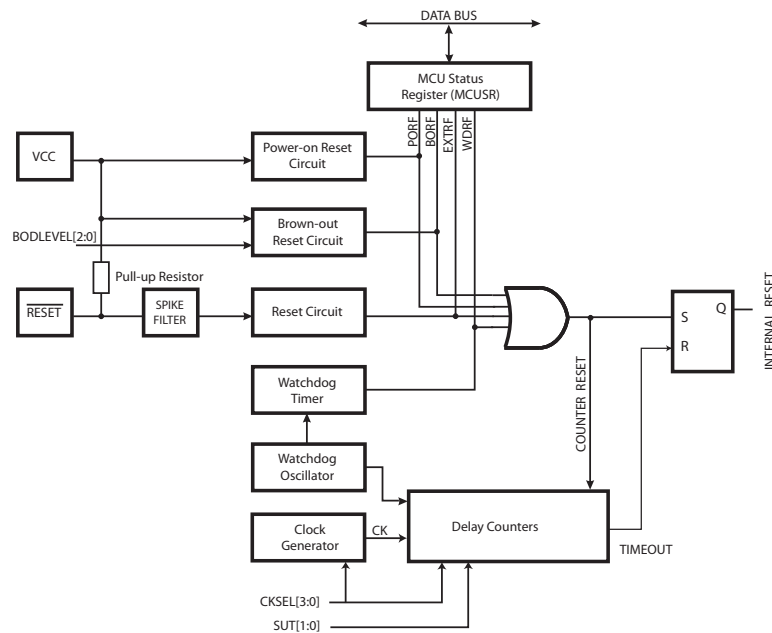 DATA BUS
MCU Status
Register (MCUSR)
PORF
BORF
EXTRF
WDRF
VCC
Power-on Reset
Circuit
BODLEVEL[2:0]
Brown-out
Reset Circuit
Pull-up Resistor
RESET
SPIKE
FILTER
Reset Circuit
S
Q
R
INTERNAL RESET
Watchdog
Timer
COUNTER RESET
Watchdog
Oscillator
Clock
Generator
CK
Delay Counters
TIMEOUT
CKSEL[3:0]
SUT[1:0]